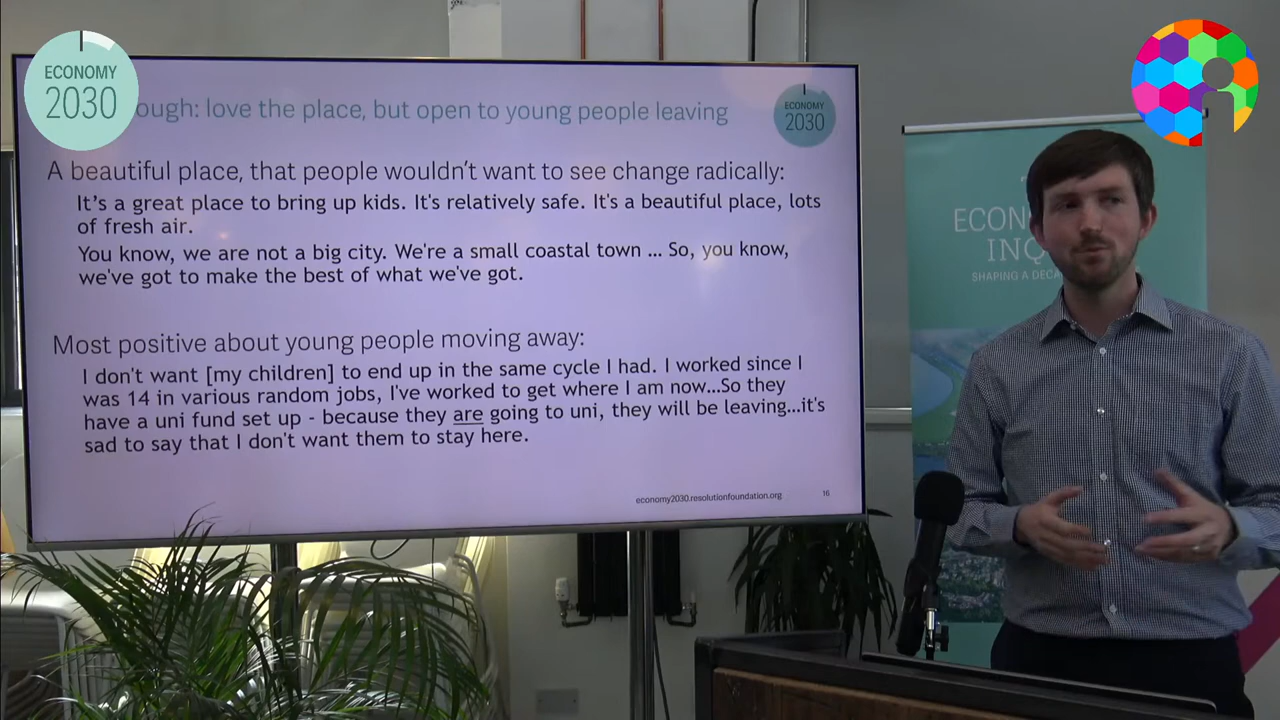 ECONOMY
2030
ough: love the place, but open to young people leaving
ECONOMY
2030
A beautiful place, that people wouldn't want to see change radically:
It's a great place to bring up kids. It's relatively safe. It's a beautiful place, lots
of fresh air.
You know, we are not a big city. We're a small coastal town ... So, you know,
we've got to make the best of what we've got.
Most positive about young people moving away:
I don't want [my children] to end up in the same cycle I had. I worked since I
was 14 in various random jobs, I've worked to get where I am now...So they
have a uni fund set up - because they are going to uni, they will be leaving...it's
sad to say that I don't want them to stay here.
economy2030.resolutionfoundation.org
16
ECON
INQ
SHAPING A DECA